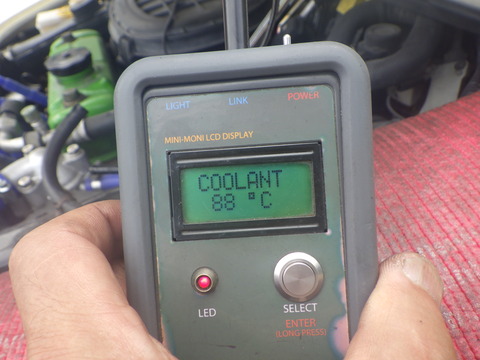 LIGHT LINK POWER
MINI-MONI LCD DISPLAY
COOLANT
88 °C
LED SELECT
ENTER
(LONG PRESS)